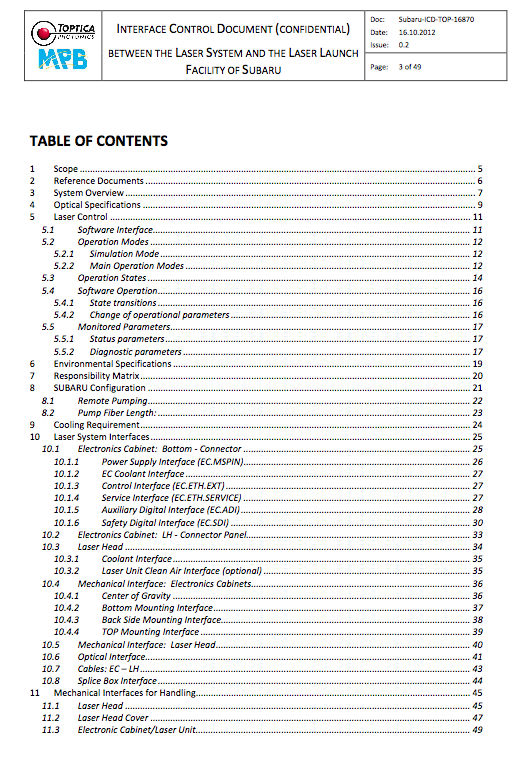 TOPTICA
PHOTONICS
MPB
INTERFACE CONTROL DOCUMENT (CONFIDENTIAL)
BETWEEN THE LASER SYSTEM AND THE LASER LAUNCH
FACILITY OF SUBARU
Doc: Subaru-ICD-TOP-16870
Date: 16.10.2012
Issue: 0.2
Page: 3 of 49
TABLE OF CONTENTS
1 Scope 5
2 Reference Documents 6
3 System Overview 7
4 Optical Specifications 9
5 Laser Control 11
5.1 Software Interface 11
5.2 Operation Modes 12
5.2.1 Simulation Mode 12
5.2.2 Main Operation Modes 12
5.3 Operation States 14
5.4 Software Operation 16
5.4.1 State transitions 16
5.4.2 Change of operational parameters 16
5.5 Monitored Parameters 17
5.5.1 Status parameters 17
5.5.2 Diagnostic parameters 17
6 Environmental Specifications 19
7 Responsibility Matrix 20
8 SUBARU Configuration 21
8.1 Remote Pumping 22
8.2 Pump Fiber Length: 23
9 Cooling Requirement 24
10 Laser System Interfaces 25
10.1 Electronics Cabinet: Bottom - Connector 25
10.1.1 Power Supply Interface (EC.MSPIN) 26
10.1.2 EC Coolant Interface 27
10.1.3 Control Interface (EC.ETH.EXT) 27
10.1.4 Service Interface (EC.ETH.SERVICE) 27
10.1.5 Auxiliary Digital Interface (EC.ADI) 28
10.1.6 Safety Digital Interface (EC.SDI) 30
10.2 Electronics Cabinet: LH - Connector Panel 33
10.3 Laser Head 34
10.3.1 Coolant Interface 35
10.3.2 Laser Unit Clean Air Interface (optional) 35
10.4 Mechanical Interface: Electronics Cabinets 36
10.4.1 Center of Gravity 36
10.4.2 Bottom Mounting Interface 37
10.4.3 Back Side Mounting Interface 38
10.4.4 TOP Mounting Interface 39
10.5 Mechanical Interface: Laser Head 40
10.6 Optical Interface 41
10.7 Cables: EC – LH 43
10.8 Splice Box Interface 44
11 Mechanical Interfaces for Handling 45
11.1 Laser Head 45
11.2 Laser Head Cover 47
11.3 Electronic Cabinet/Laser Unit 49